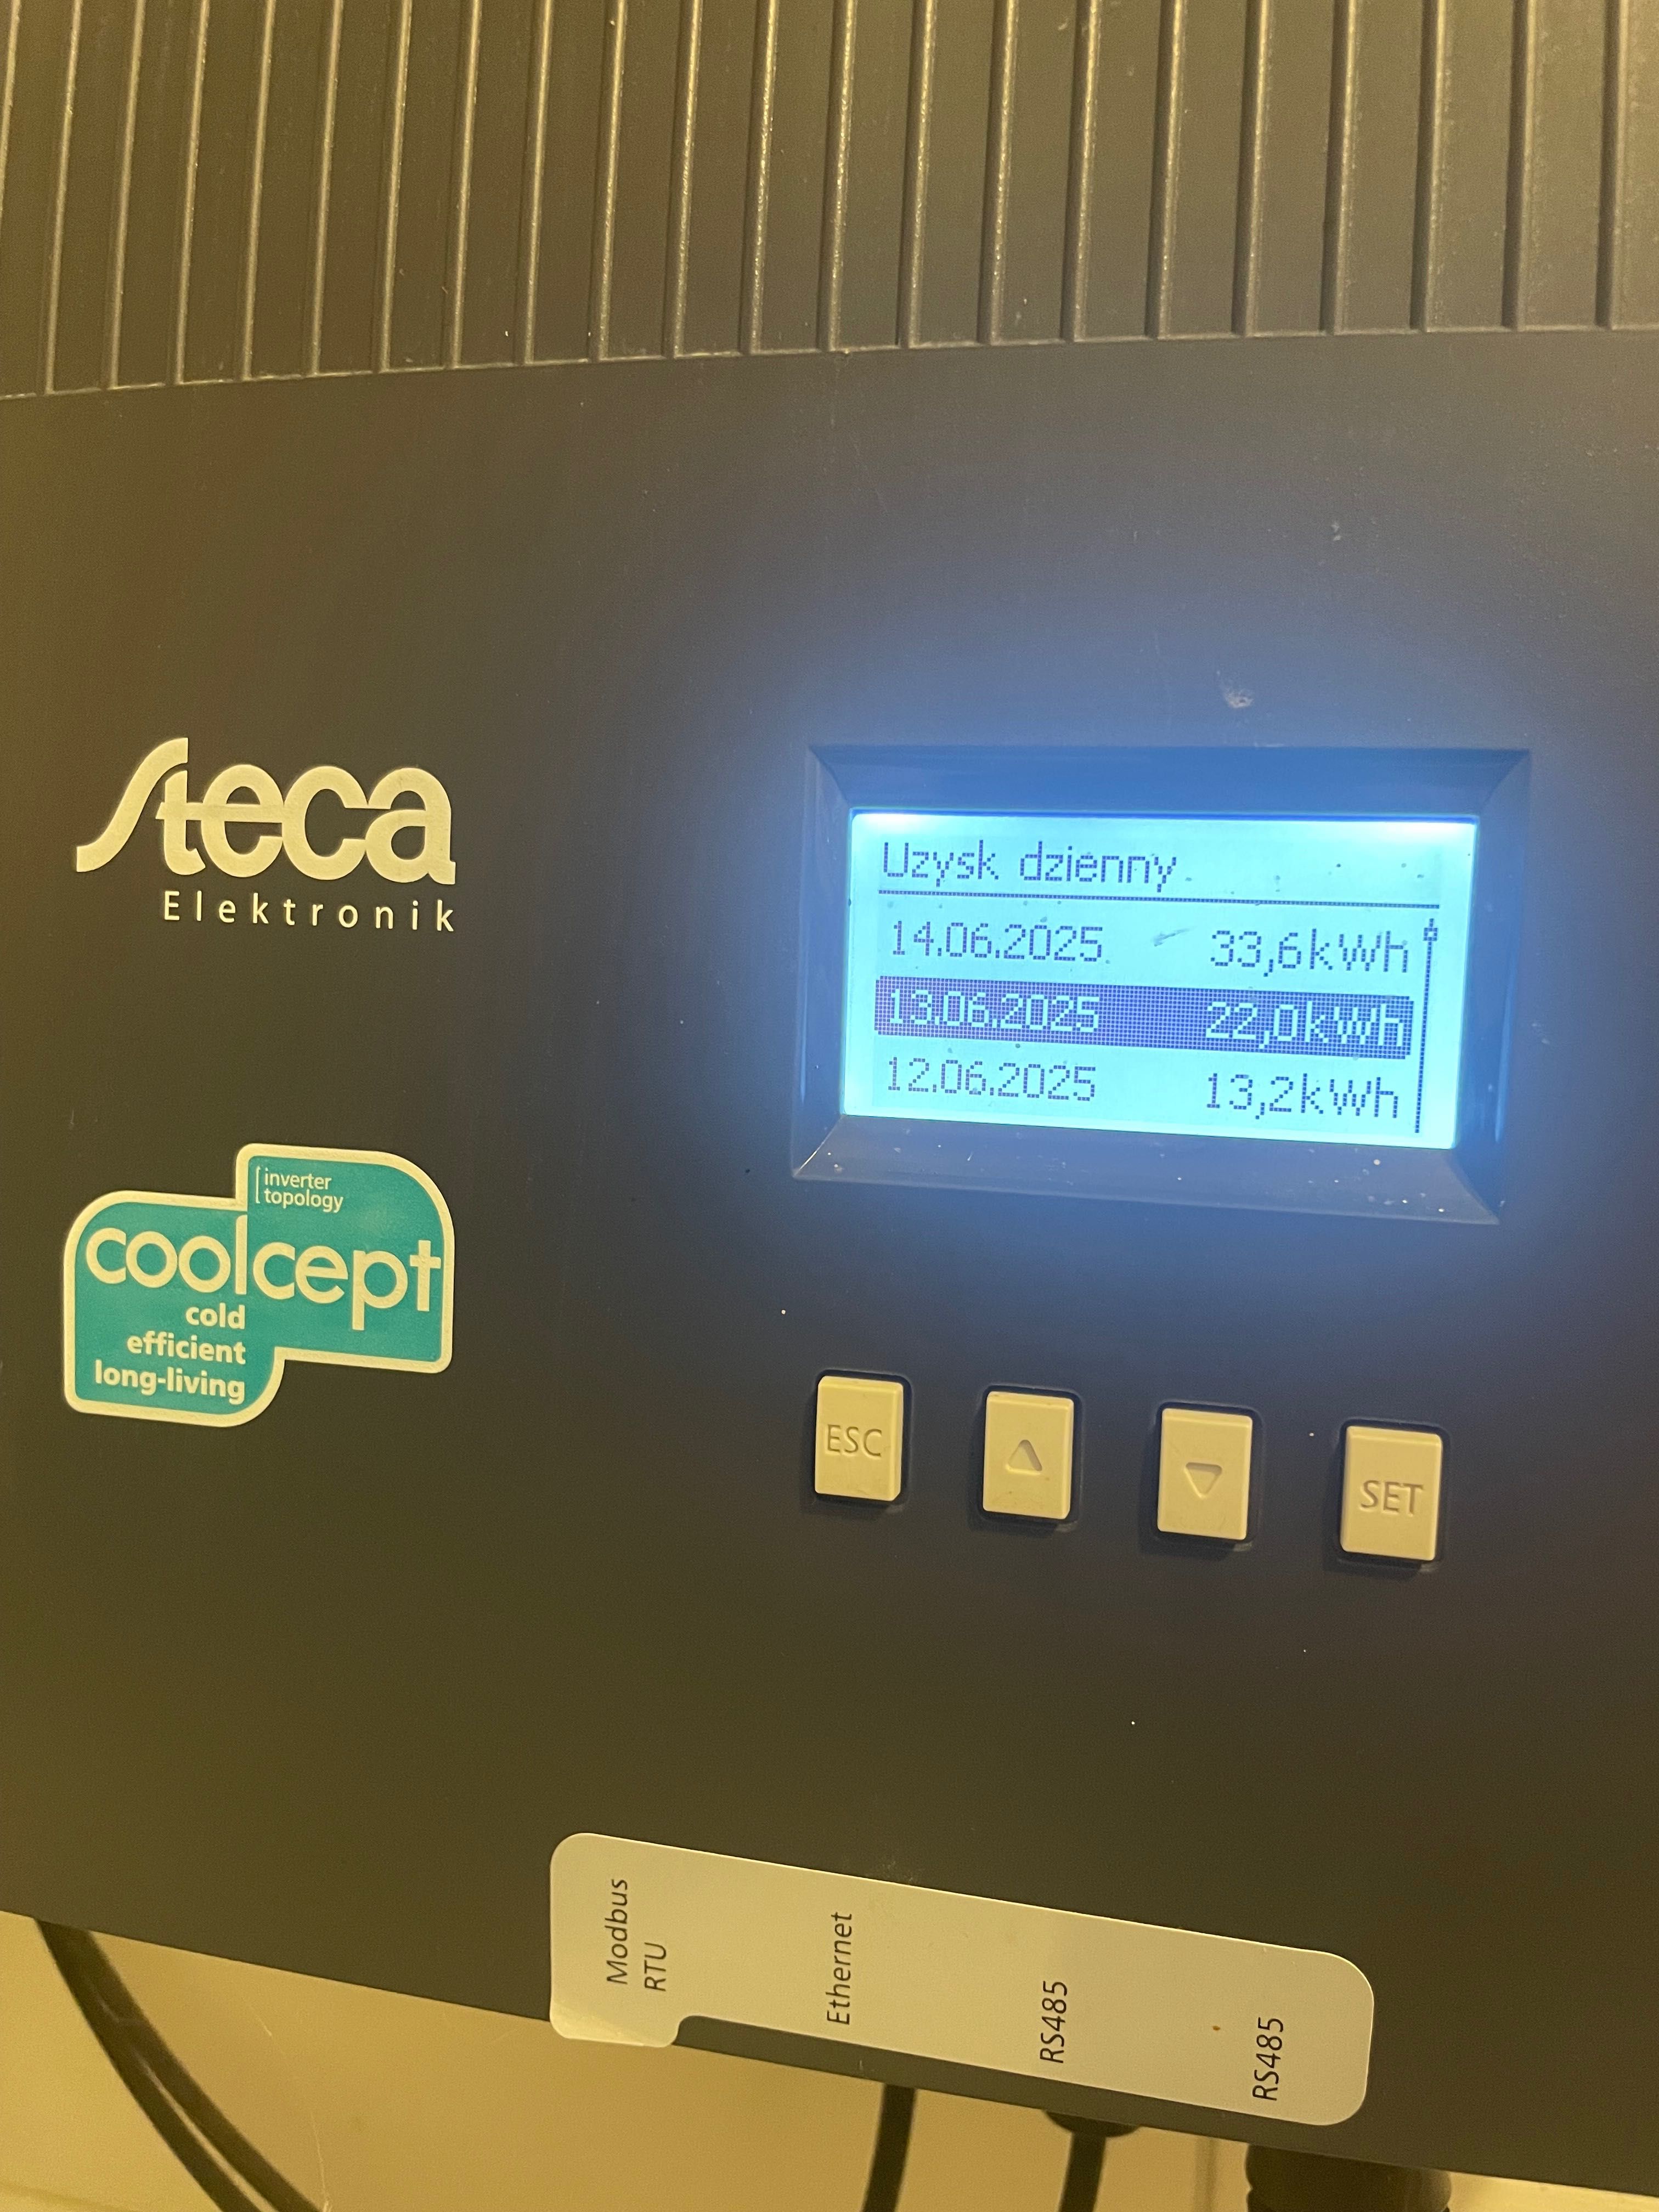 steca
Elektronik
Uzysk dzienny
14.06.2025 33,6kWh
13.06.2025 22,0kWh
12.06.2025 13,2kWh
inverter
topology
coolcept
cold
efficient
long-living
ESC
SET
Modbus
RTU
Ethernet
RS485
RS485